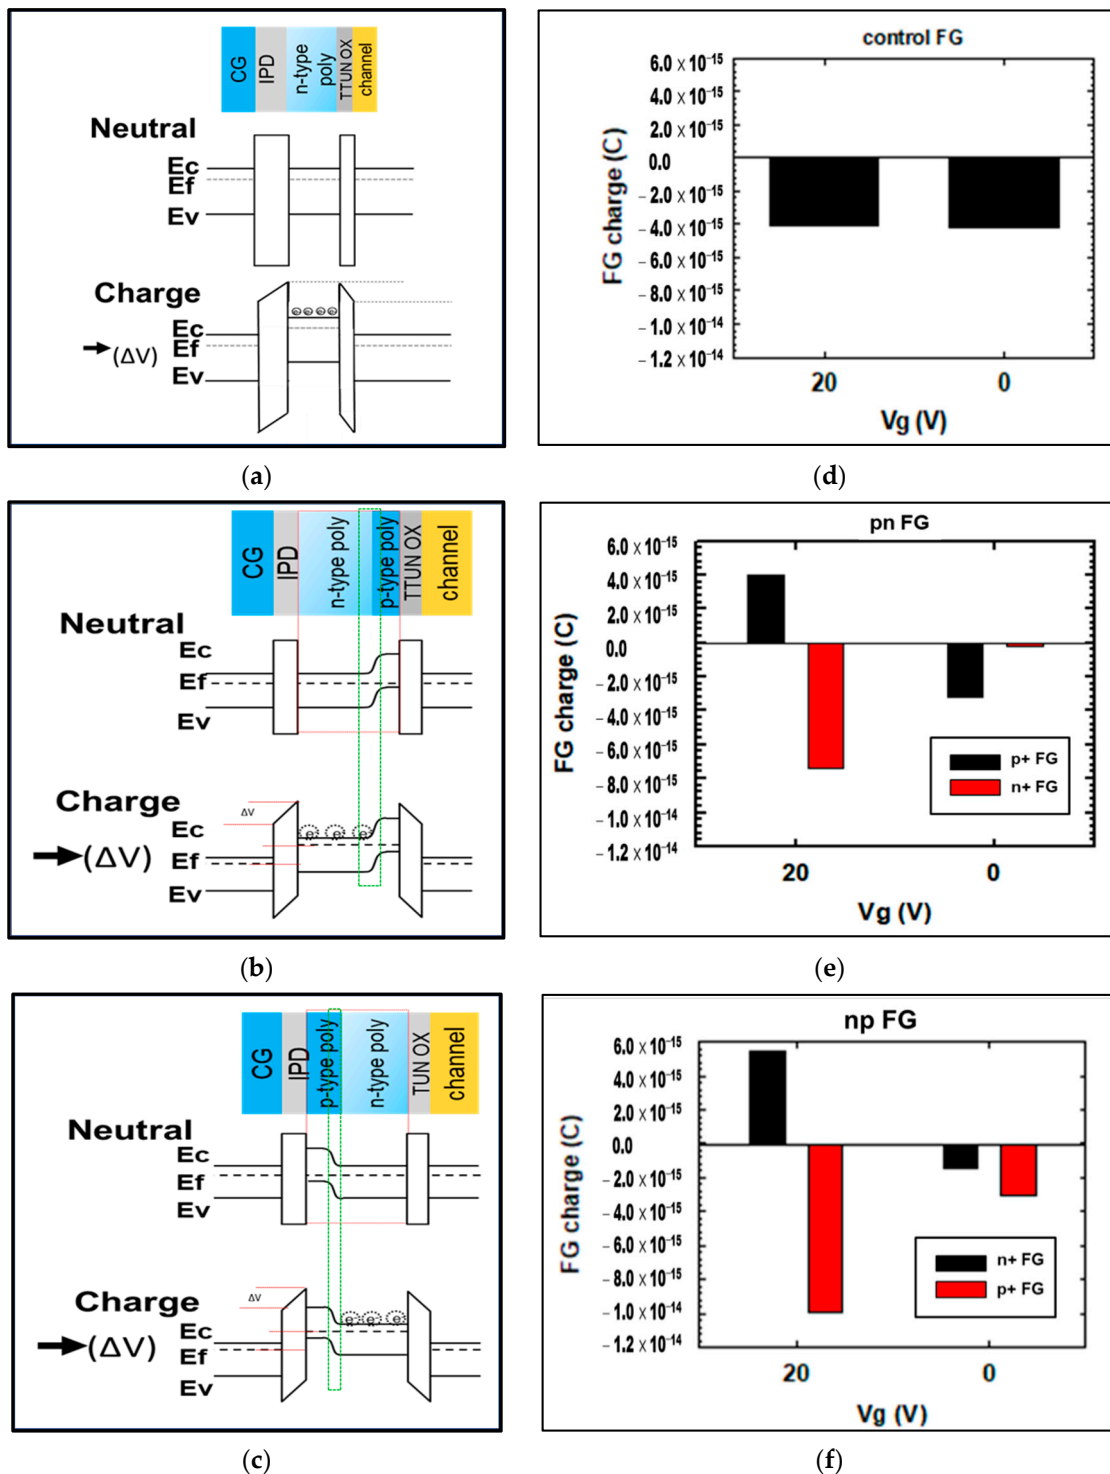 CG
IPD
n-type
poly
TTUN OX
channel
Neutral
Ec
Ef
Ev
Charge
Ec
Ef
(ΔV)
Ev
(a)
control FG
6.0 × 10⁻¹⁵
4.0 × 10⁻¹⁵
2.0 × 10⁻¹⁵
0.0
– 2.0 × 10⁻¹⁵
– 4.0 × 10⁻¹⁵
– 6.0 × 10⁻¹⁵
– 8.0 × 10⁻¹⁵
– 1.0 × 10⁻¹⁴
– 1.2 × 10⁻¹⁴
FG charge (C)
20 0
Vg (V)
(d)
CG
IPD
n-type poly
p-type poly
TTUN OX
channel
Neutral
Ec
Ef
Ev
Charge
ΔV
Ec
e e e
(ΔV)
Ef
Ev
(b)
pn FG
6.0 × 10⁻¹⁵
4.0 × 10⁻¹⁵
2.0 × 10⁻¹⁵
0.0
– 2.0 × 10⁻¹⁵
– 4.0 × 10⁻¹⁵
– 6.0 × 10⁻¹⁵
– 8.0 × 10⁻¹⁵
– 1.0 × 10⁻¹⁴
– 1.2 × 10⁻¹⁴
FG charge (C)
p+ FG
n+ FG
20 0
Vg (V)
(e)
CG
IPD
p-type poly
n-type poly
TUN OX
channel
Neutral
Ec
Ef
Ev
Charge
ΔV
Ec
e e e
(ΔV)
Ef
Ev
(c)
np FG
6.0 × 10⁻¹⁵
4.0 × 10⁻¹⁵
2.0 × 10⁻¹⁵
0.0
– 2.0 × 10⁻¹⁵
– 4.0 × 10⁻¹⁵
– 6.0 × 10⁻¹⁵
– 8.0 × 10⁻¹⁵
– 1.0 × 10⁻¹⁴
– 1.2 × 10⁻¹⁴
FG charge (C)
n+ FG
p+ FG
20 0
Vg (V)
(f)